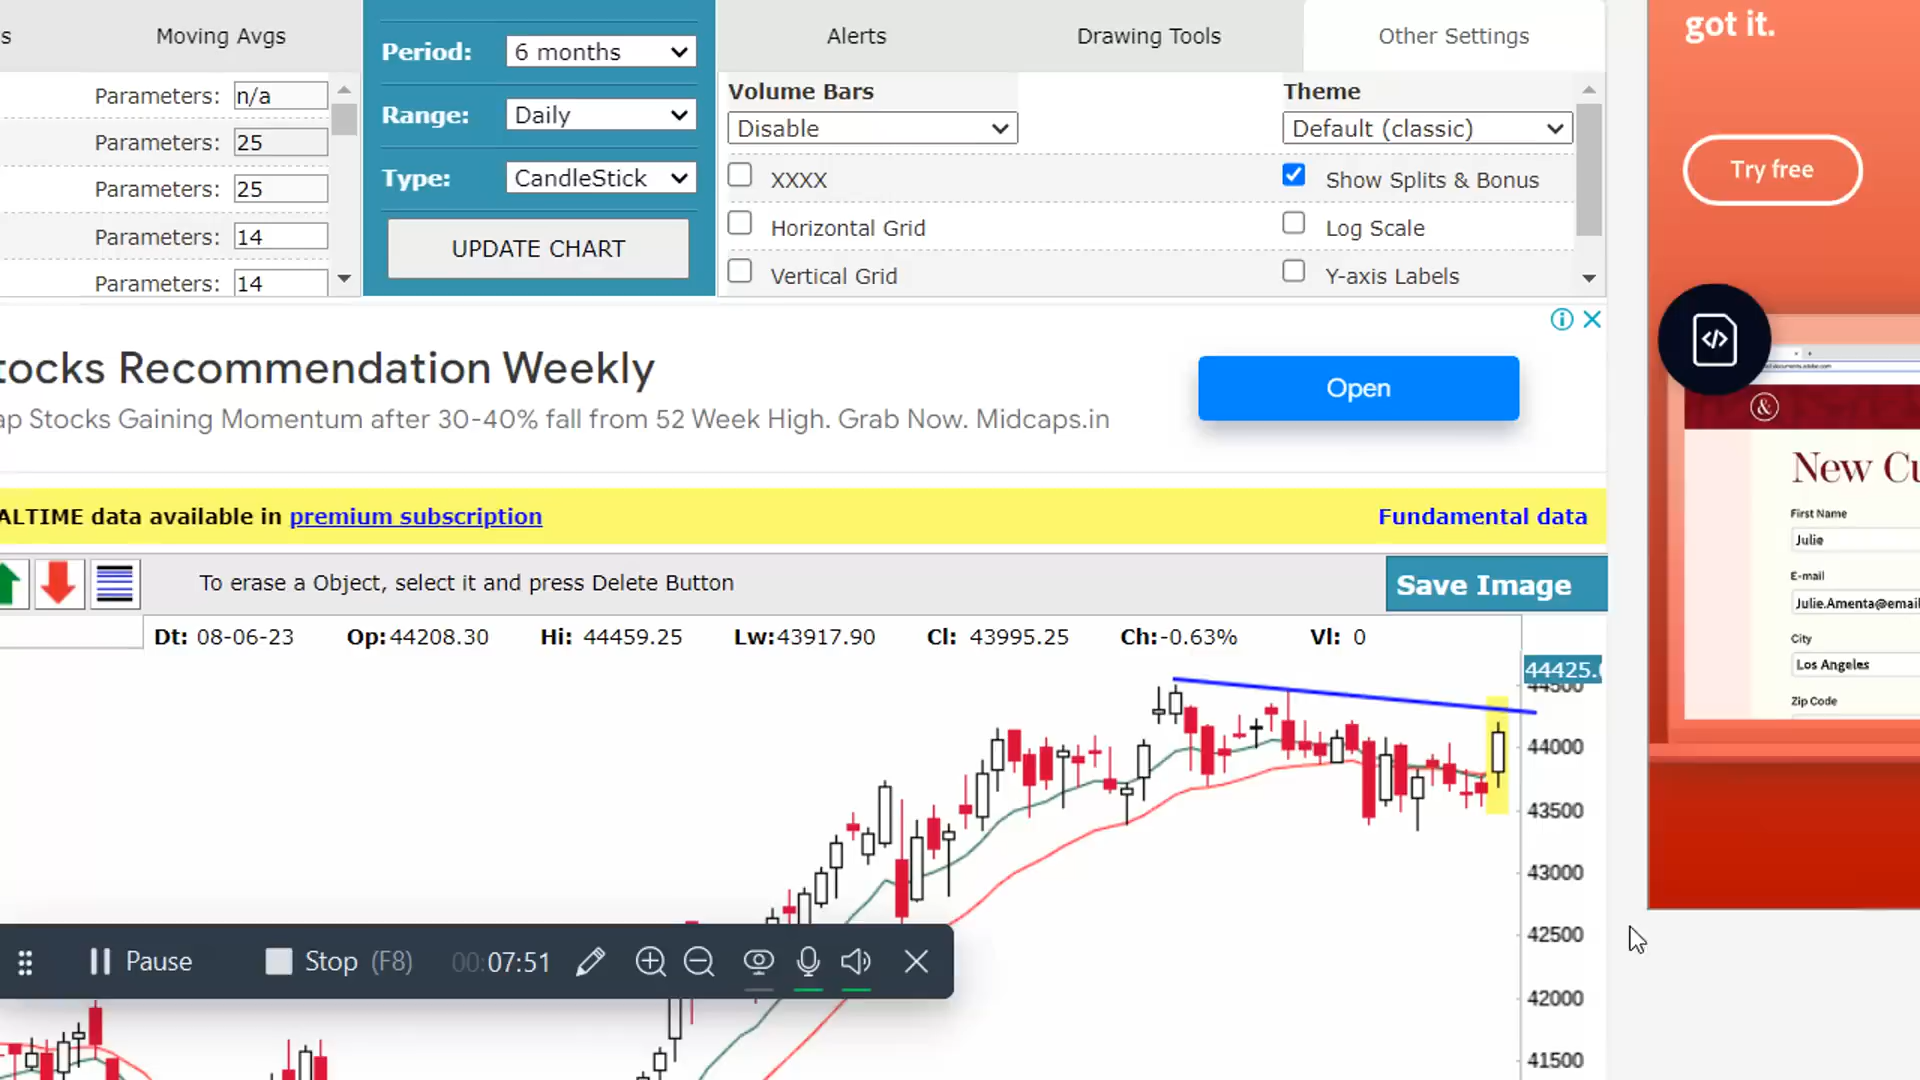 s
Moving Avgs
Parameters: n/a
Parameters: 25
Parameters: 25
Parameters: 14
Parameters: 14
Period: 6 months
Range: Daily
Type: CandleStick
UPDATE CHART
Alerts
Drawing Tools
Other Settings
Volume Bars
Disable
XXXX
Horizontal Grid
Vertical Grid
Theme
Default (classic)
Show Splits & Bonus
Log Scale
Y-axis Labels
got it.
Try free
tocks Recommendation Weekly
ap Stocks Gaining Momentum after 30-40% fall from 52 Week High. Grab Now. Midcaps.in
Open
ALTIME data available in premium subscription
Fundamental data
To erase a Object, select it and press Delete Button
Save Image
Dt: 08-06-23 Op:44208.30 Hi: 44459.25 Lw:43917.90 Cl: 43995.25 Ch:-0.63% Vl: 0
44425.
44500
44000
43500
43000
42500
42000
41500
&
New Cu
First Name
Julie
E-mail
Julie.Amenta@email
City
Los Angeles
Zip Code
Pause
Stop (F8)
00:07:51